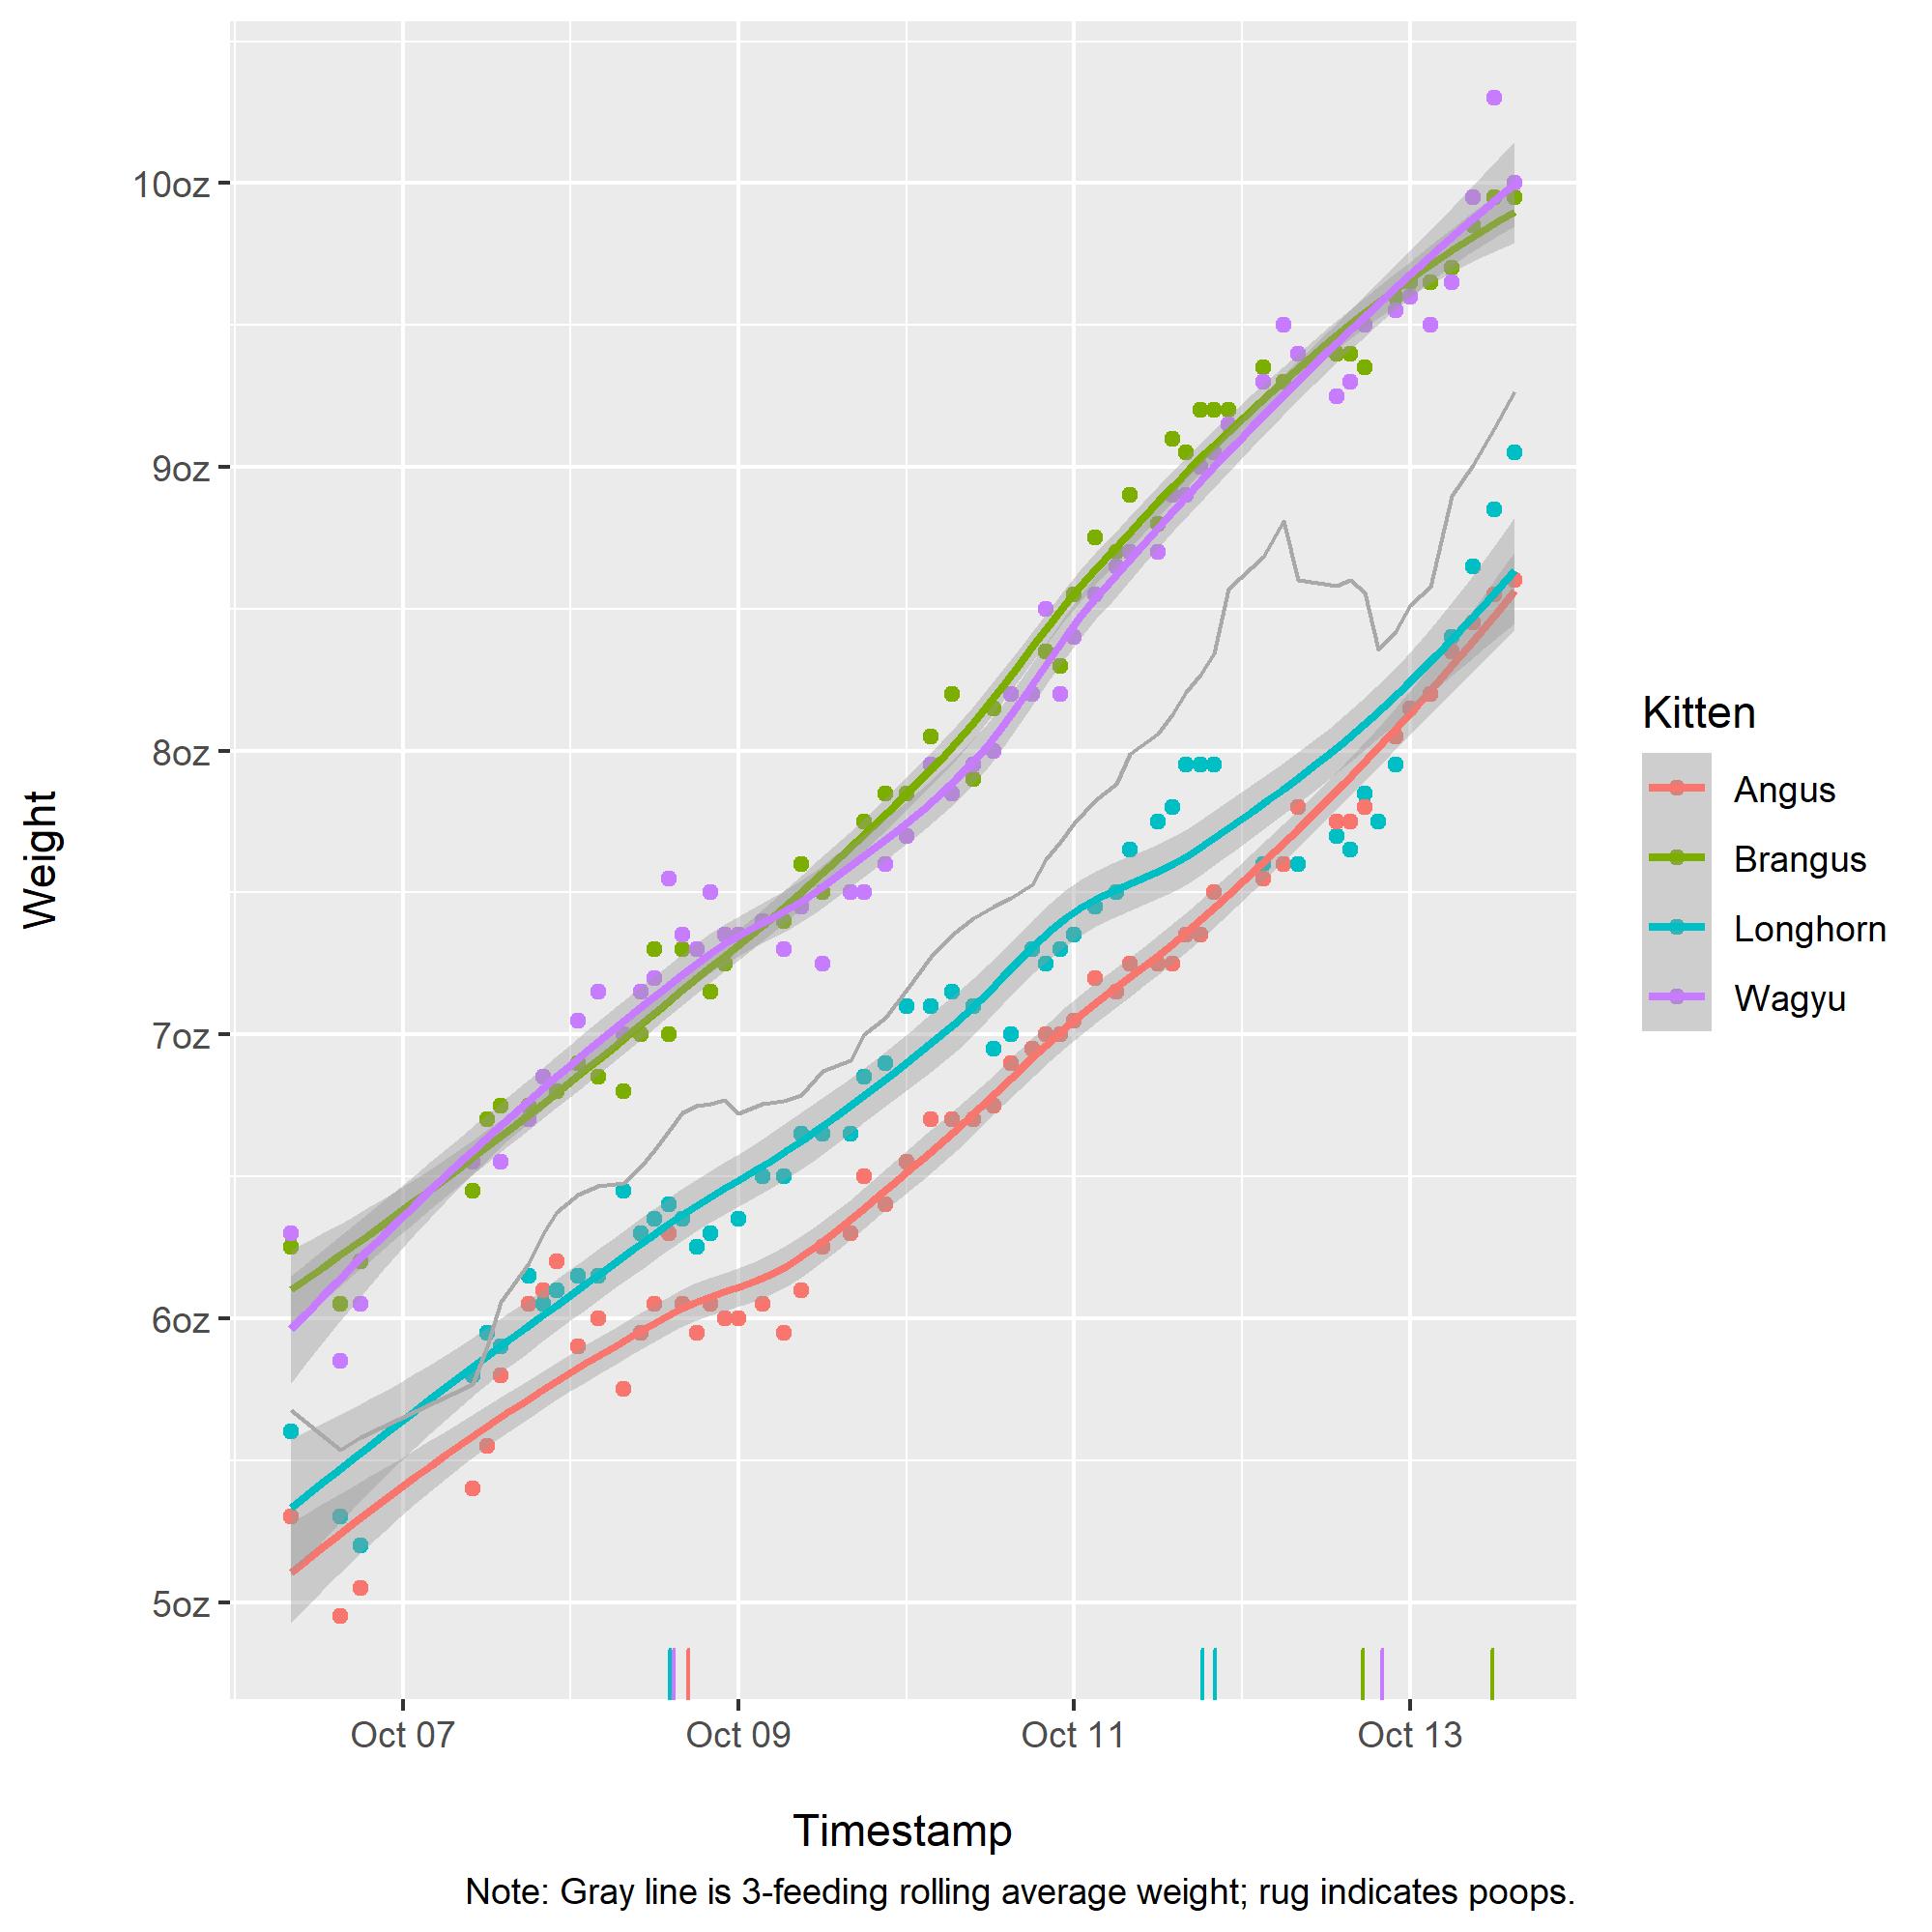 10oz
9oz
8oz
7oz
6oz
5oz
Weight
Oct 07
Oct 09
Oct 11
Oct 13
Timestamp
Note: Gray line is 3-feeding rolling average weight; rug indicates poops.
Kitten
Angus
Brangus
Longhorn
Wagyu